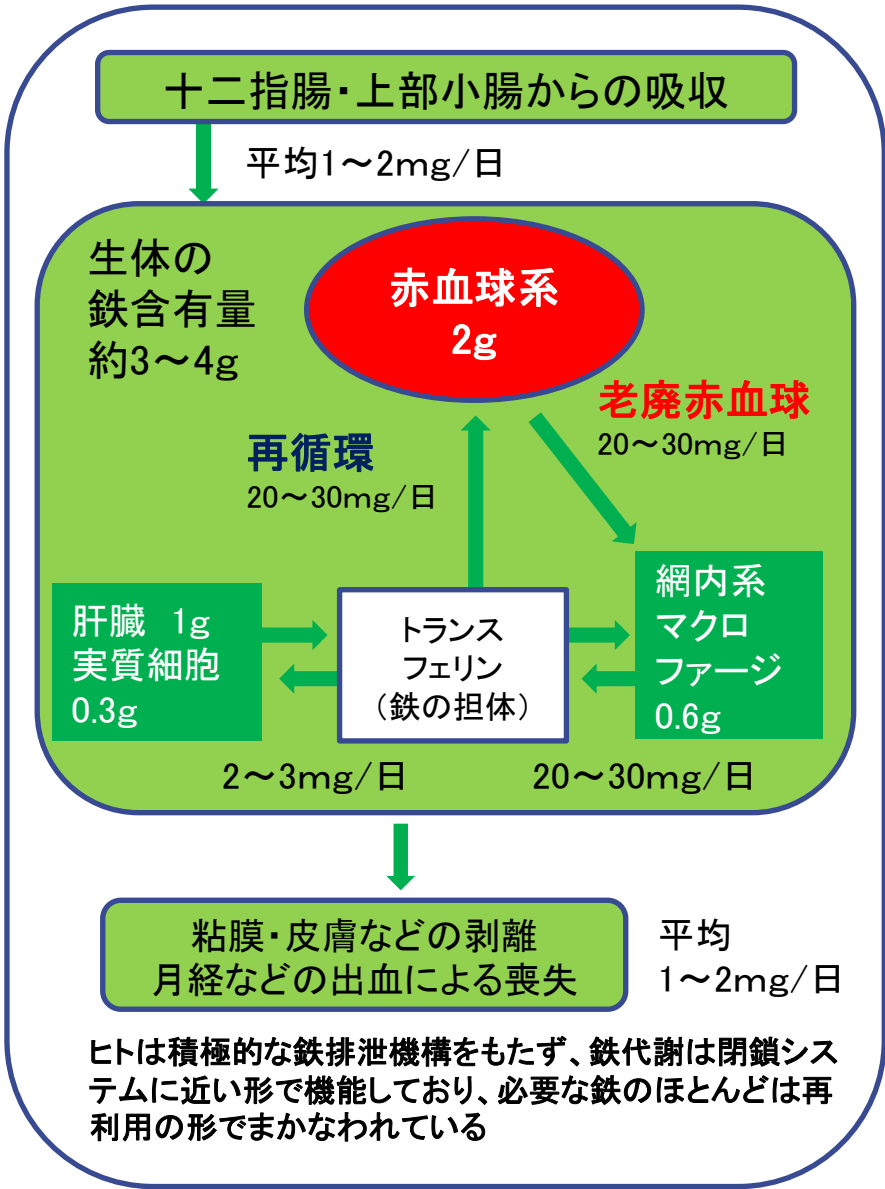 十二指腸・上部小腸からの吸収
平均1～2mg/日
生体の
鉄含有量
約3～4g
赤血球系
2g
老廃赤血球
20～30mg/日
再循環
20～30mg/日
肝臓 1g
実質細胞
0.3g
トランス
フェリン
（鉄の担体）
網内系
マクロ
ファージ
0.6g
2～3mg/日
20～30mg/日
粘膜・皮膚などの剥離
月経などの出血による喪失
平均
1～2mg/日
ヒトは積極的な鉄排泄機構をもたず、鉄代謝は閉鎖シス
テムに近い形で機能しており、必要な鉄のほとんどは再
利用の形でまかなわれている